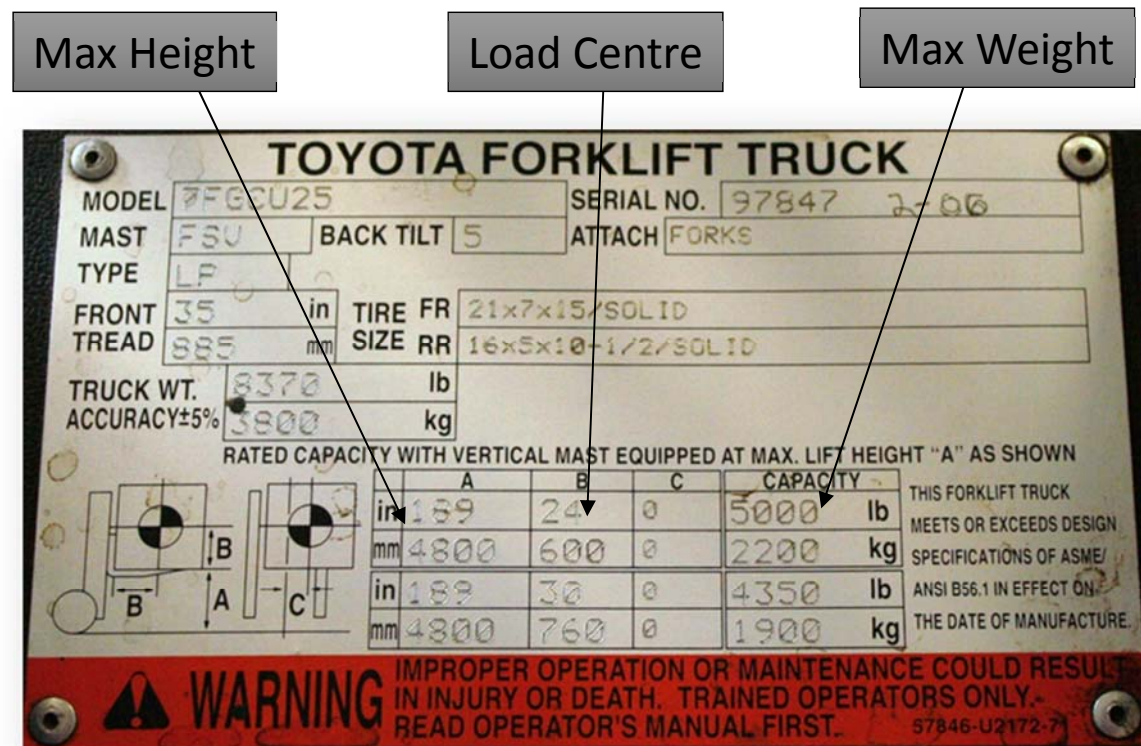 Max Height Load Centre Max Weight
TOYOTA FORKLIFT TRUCK
MODEL 7FGCU25 SERIAL NO. 97847 2-06
MAST FSV BACK TILT 5 ATTACH FORKS
TYPE LP
FRONT TREAD 35 in TIRE SIZE FR 21x7x15/SOLID
885 mm RR 16x5x10-1/2/SOLID
TRUCK WT. 8370 lb
ACCURACY±5% 3800 kg
RATED CAPACITY WITH VERTICAL MAST EQUIPPED AT MAX. LIFT HEIGHT "A" AS SHOWN
A B C CAPACITY
in 189 24 0 5000 lb
mm 4800 600 0 2200 kg
in 189 30 0 4350 lb
mm 4800 760 0 1900 kg
B
B A C
THIS FORKLIFT TRUCK
MEETS OR EXCEEDS DESIGN
SPECIFICATIONS OF ASME/
ANSI B56.1 IN EFFECT ON
THE DATE OF MANUFACTURE.
WARNING
IMPROPER OPERATION OR MAINTENANCE COULD RESULT
IN INJURY OR DEATH. TRAINED OPERATORS ONLY.
READ OPERATOR'S MANUAL FIRST. 57846-U2172-71